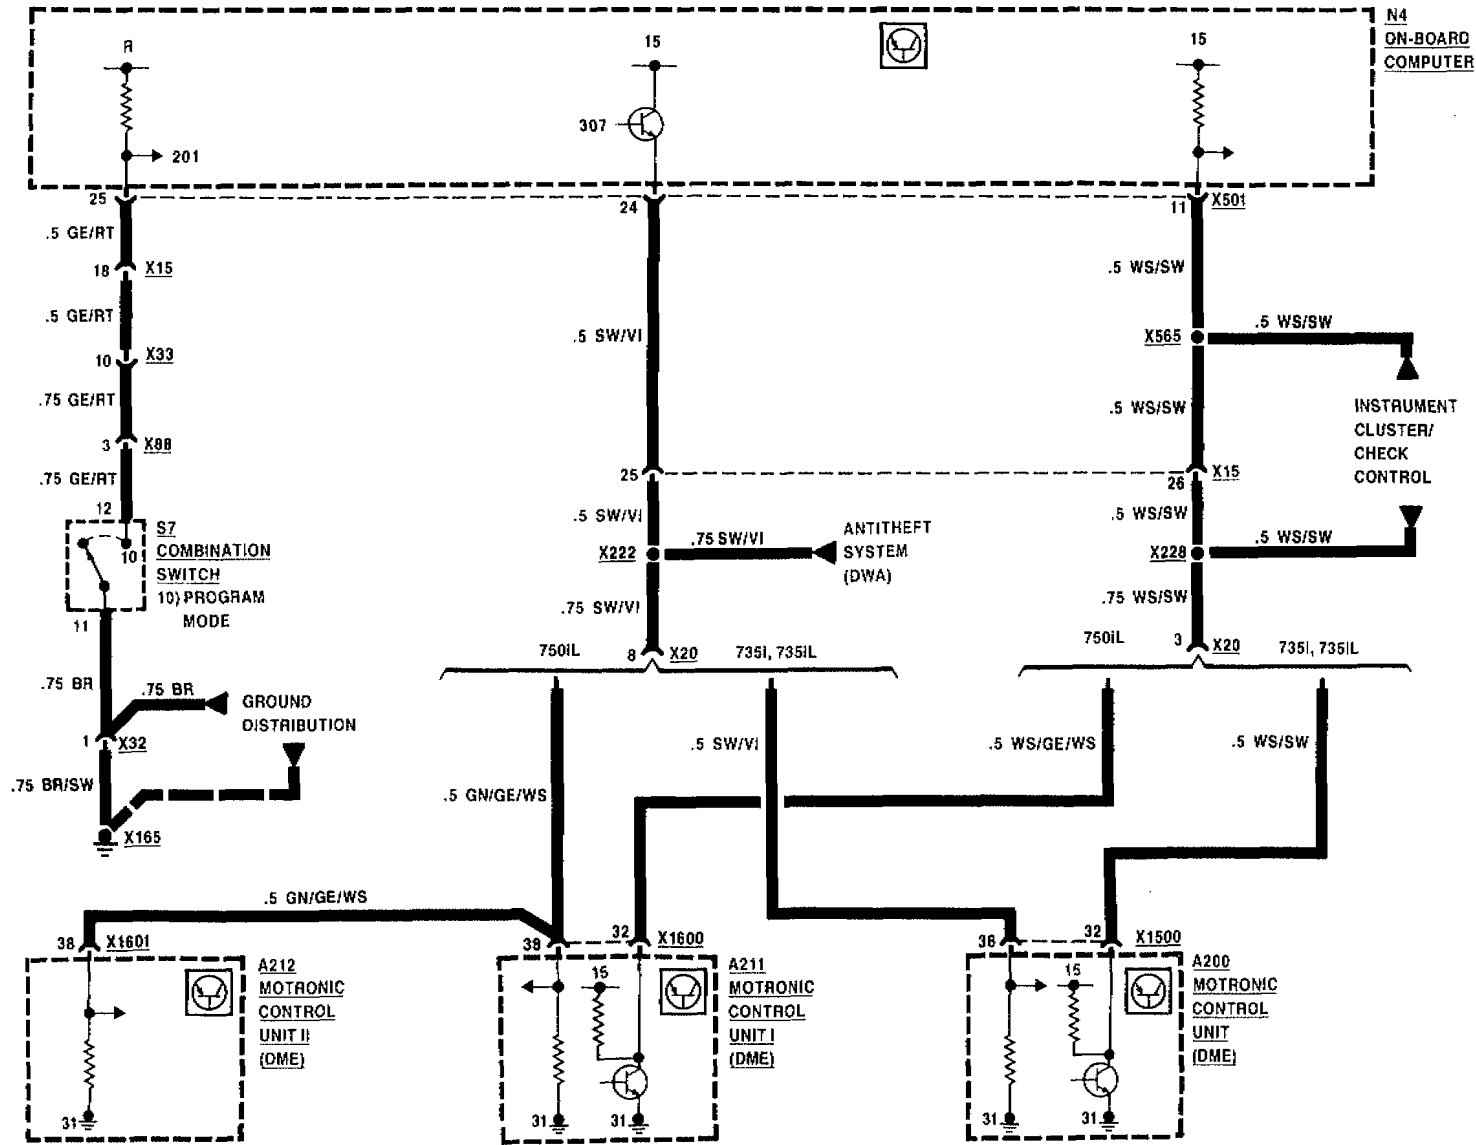 N4
ON-BOARD
COMPUTER
R
15
15
307
201
25
24
11
X501
.5 GE/RT
18
X15
.5 GE/RT
10
X33
.75 GE/RT
3
X88
.75 GE/RT
12
S7
COMBINATION
SWITCH
10) PROGRAM
MODE
10
11
.75 BR
.75 BR
GROUND
DISTRIBUTION
1
X32
.75 BR/SW
X165
.5 SW/VI
25
.5 SW/VI
X222
.75 SW/VI
ANTITHEFT
SYSTEM
(DWA)
.75 SW/VI
8
X20
750iL
735i, 735iL
.5 WS/SW
X565
.5 WS/SW
.5 WS/SW
INSTRUMENT
CLUSTER/
CHECK
CONTROL
26
X15
.5 WS/SW
X228
.5 WS/SW
.75 WS/SW
3
X20
750iL
735i, 735iL
.5 GN/GE/WS
.5 SW/VI
.5 WS/GE/WS
.5 WS/SW
.5 GN/GE/WS
38
X1601
A212
MOTRONIC
CONTROL
UNIT II
(DME)
31
38
32
X1600
15
A211
MOTRONIC
CONTROL
UNIT I
(DME)
31
31
38
32
X1500
15
A200
MOTRONIC
CONTROL
UNIT
(DME)
31
31